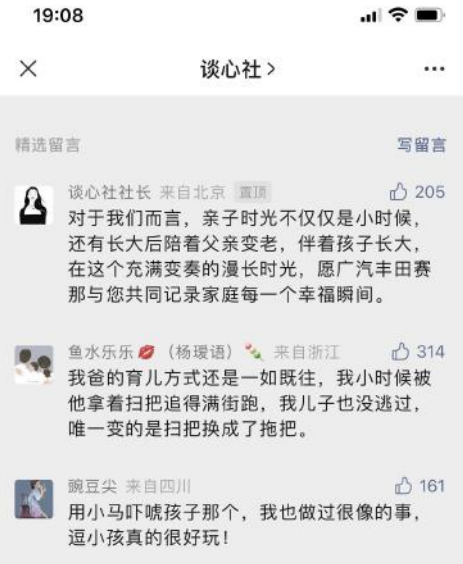 19:08
谈心社>
精选留言
写留言
谈心社社长 来自北京 置顶 205
对于我们而言，亲子时光不仅仅是小时候，
还有长大后陪着父亲变老，伴着孩子长大，
在这个充满变奏的漫长时光，愿广汽丰田赛
那与您共同记录家庭每一个幸福瞬间。
鱼水乐乐💋（杨瑷语）🍡 来自浙江 314
我爸的育儿方式还是一如既往，我小时候被
他拿着扫把追得满街跑，我儿子也没逃过，
唯一变的是扫把换成了拖把。
豌豆尖 来自四川 161
用小马吓唬孩子那个，我也做过很像的事，
逗小孩真的很好玩！